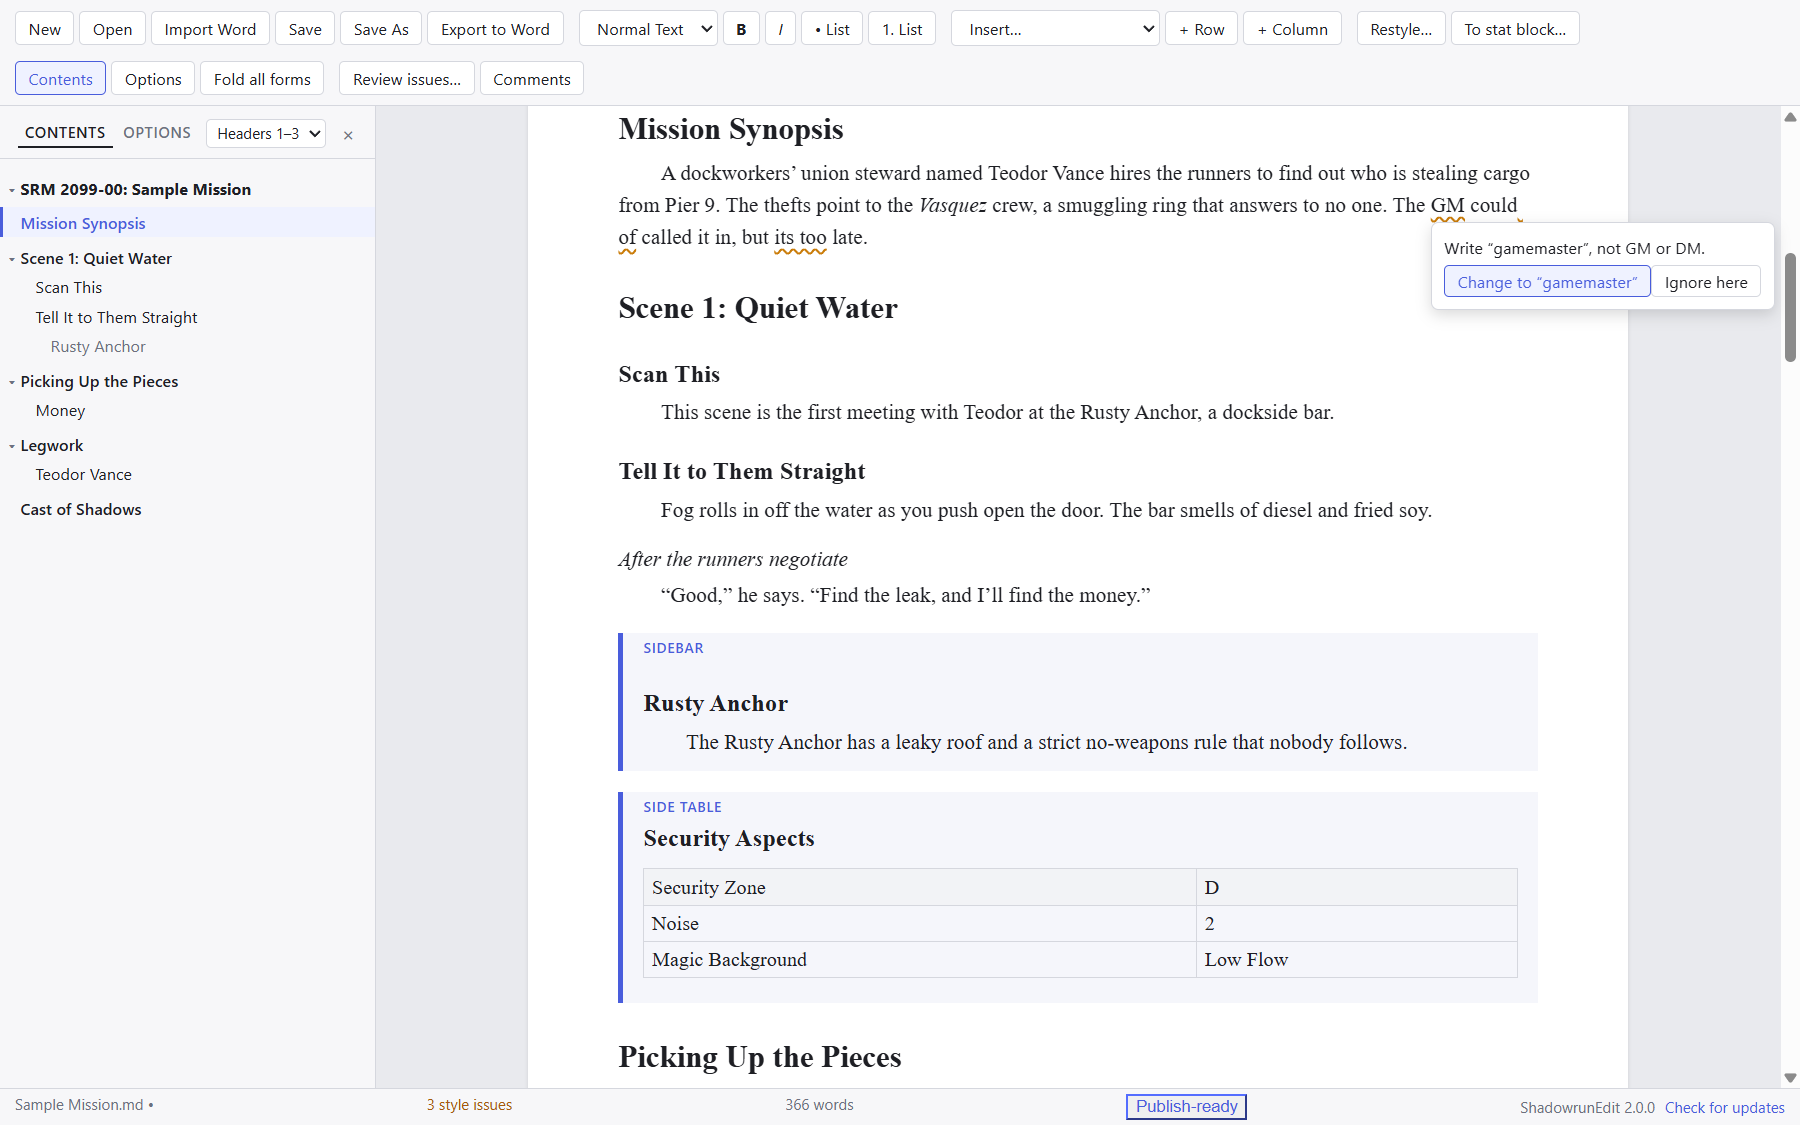 New Open Import Word Save Save As Export to Word Normal Text B I • List 1. List Insert... + Row + Column Restyle... To stat block...
Contents Options Fold all forms Review issues... Comments
CONTENTS OPTIONS Headers 1–3 ×
SRM 2099-00: Sample Mission
Mission Synopsis
Scene 1: Quiet Water
Scan This
Tell It to Them Straight
Rusty Anchor
Picking Up the Pieces
Money
Legwork
Teodor Vance
Cast of Shadows
Mission Synopsis
A dockworkers’ union steward named Teodor Vance hires the runners to find out who is stealing cargo
from Pier 9. The thefts point to the Vasquez crew, a smuggling ring that answers to no one. The GM could
of called it in, but its too late.
Write “gamemaster”, not GM or DM.
Change to “gamemaster” Ignore here
Scene 1: Quiet Water
Scan This
This scene is the first meeting with Teodor at the Rusty Anchor, a dockside bar.
Tell It to Them Straight
Fog rolls in off the water as you push open the door. The bar smells of diesel and fried soy.
After the runners negotiate
“Good,” he says. “Find the leak, and I’ll find the money.”
SIDEBAR
Rusty Anchor
The Rusty Anchor has a leaky roof and a strict no-weapons rule that nobody follows.
SIDE TABLE
Security Aspects
Security Zone D
Noise 2
Magic Background Low Flow
Picking Up the Pieces
Sample Mission.md • 3 style issues 366 words Publish-ready ShadowrunEdit 2.0.0 Check for updates